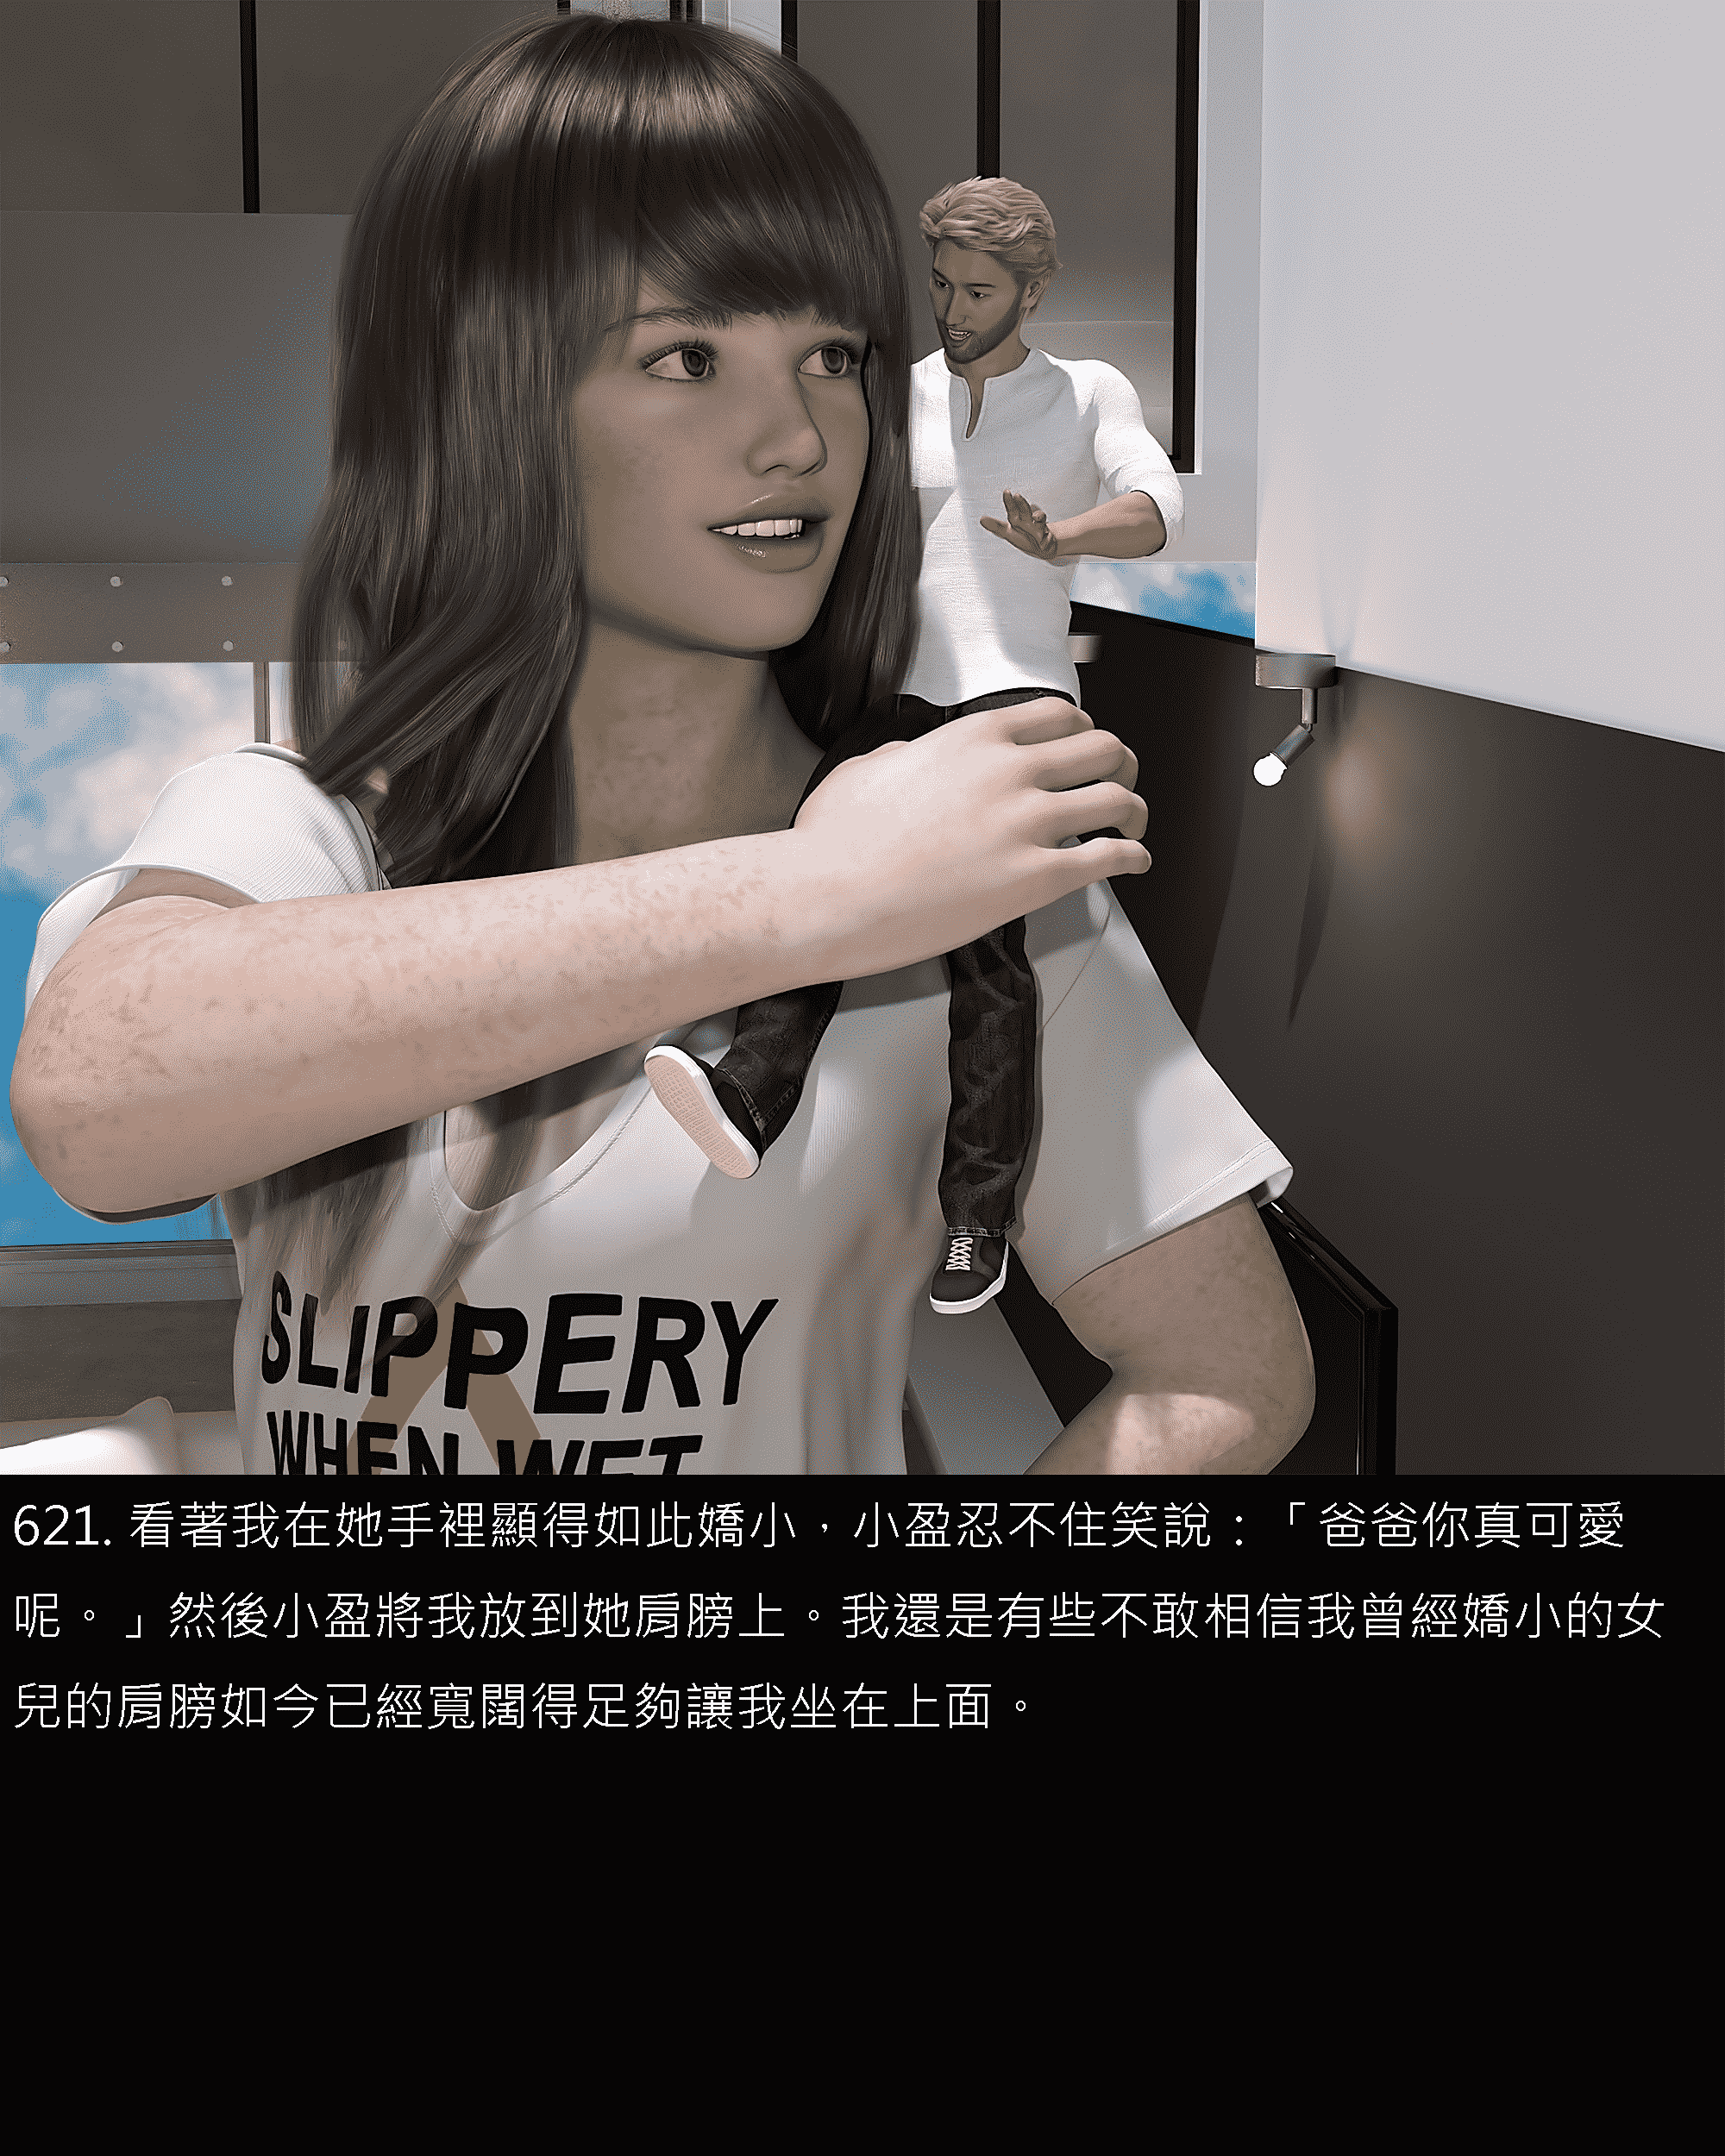 SLIPPERY
WHEN WET
621. 看著我在她手裡顯得如此嬌小，小盈忍不住笑說：「爸爸你真可愛
呢。」然後小盈將我放到她肩膀上。我還是有些不敢相信我曾經嬌小的女
兒的肩膀如今已經寬闊得足夠讓我坐在上面。